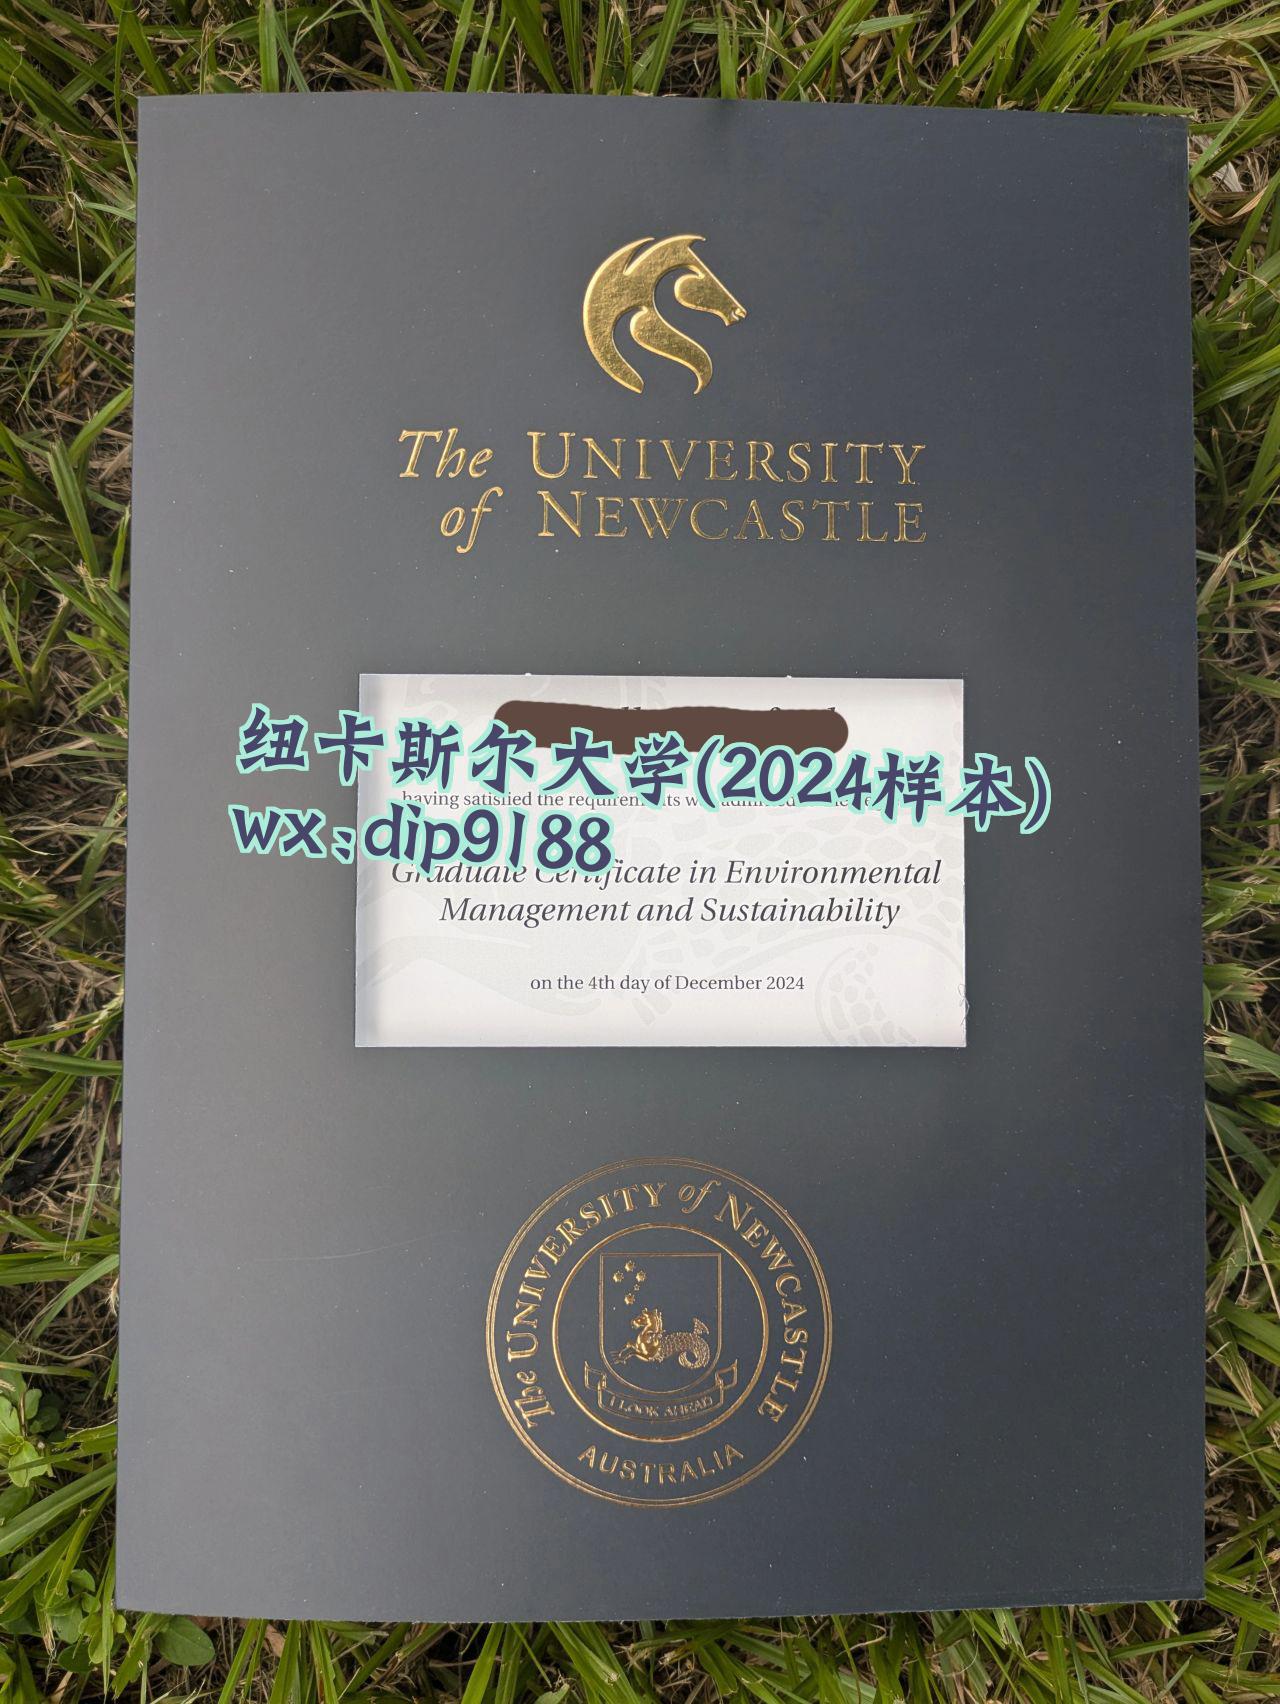 The UNIVERSITY
of NEWCASTLE
纽卡斯尔大学(2024样本)
having satisfied the requirements
wx:dip9188
Graduate Certificate in Environmental
Management and Sustainability
on the 4th day of December 2024
The UNIVERSITY of NEWCASTLE
I LOOK AHEAD
AUSTRALIA